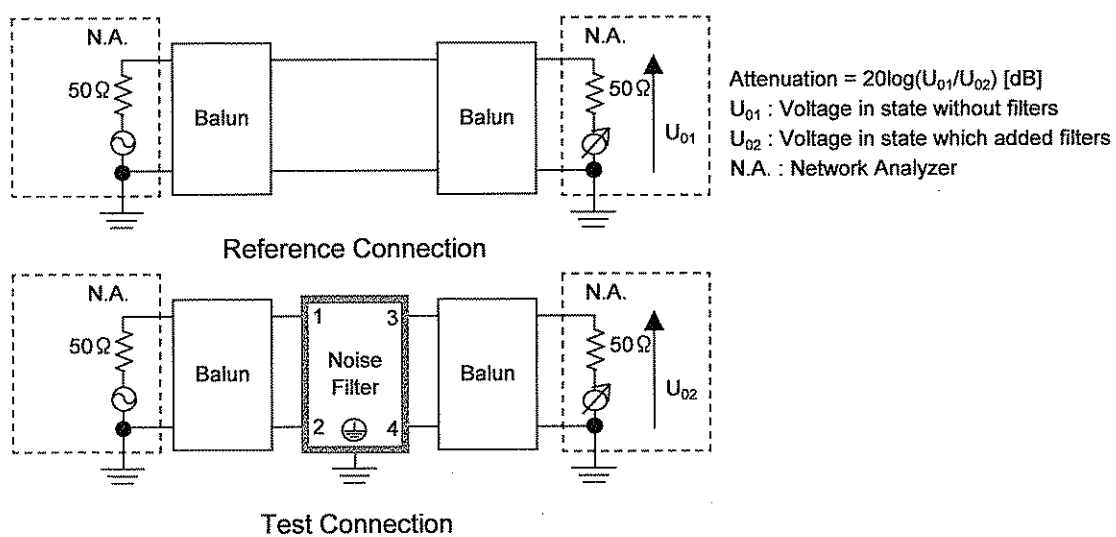 N.A.
50Ω
Balun
Balun
N.A.
50Ω
U₀₁
Attenuation = 20log(U₀₁/U₀₂) [dB]
U₀₁ : Voltage in state without filters
U₀₂ : Voltage in state which added filters
N.A. : Network Analyzer
Reference Connection
N.A.
50Ω
Balun
1
3
Noise
Filter
2
4
Balun
N.A.
50Ω
U₀₂
Test Connection